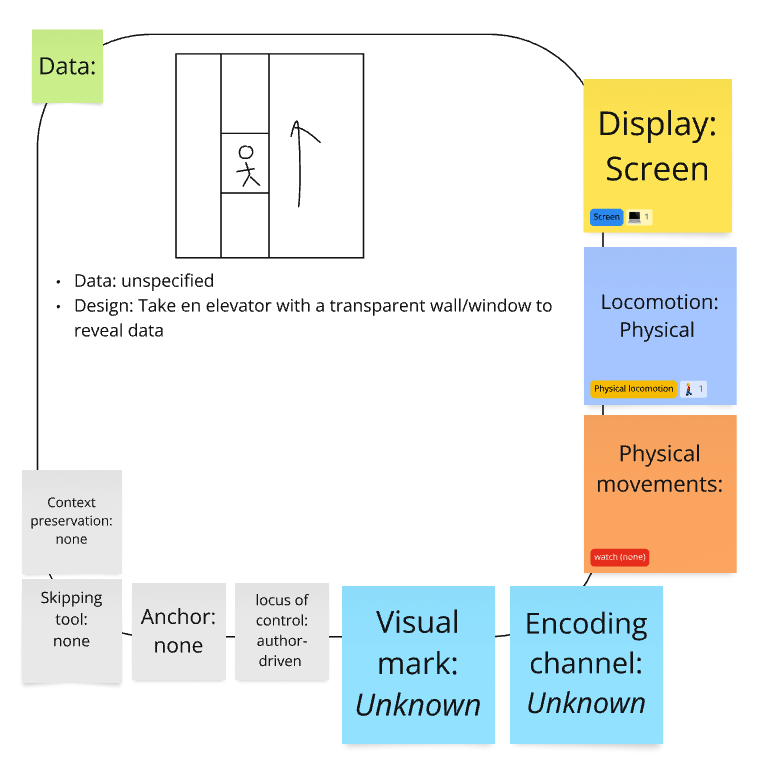 Data:
Display:
Screen
Screen
1
Locomotion:
Physical
Physical locomotion
1
• Data: unspecified
• Design: Take en elevator with a transparent wall/window to
reveal data
Physical
movements:
watch (none)
Context
preservation:
none
Skipping
tool:
none
Anchor:
none
locus of
control:
author-
driven
Visual
mark:
Unknown
Encoding
channel:
Unknown